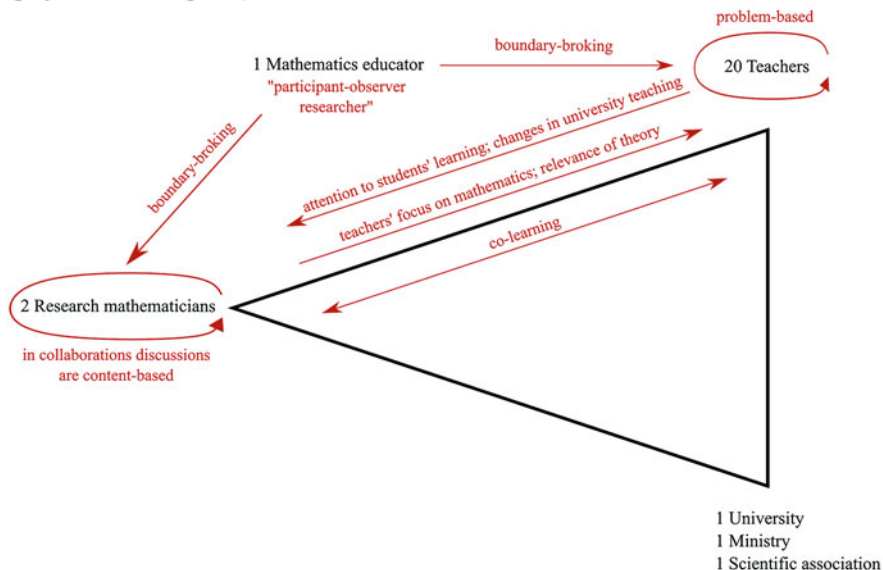 problem-based
boundary-broking
1 Mathematics educator
"participant-observer
researcher"
20 Teachers
boundary-broking
attention to students' learning; changes in university teaching
teachers' focus on mathematics; relevance of theory
co-learning
2 Research mathematicians
in collaborations discussions
are content-based
1 University
1 Ministry
1 Scientific association